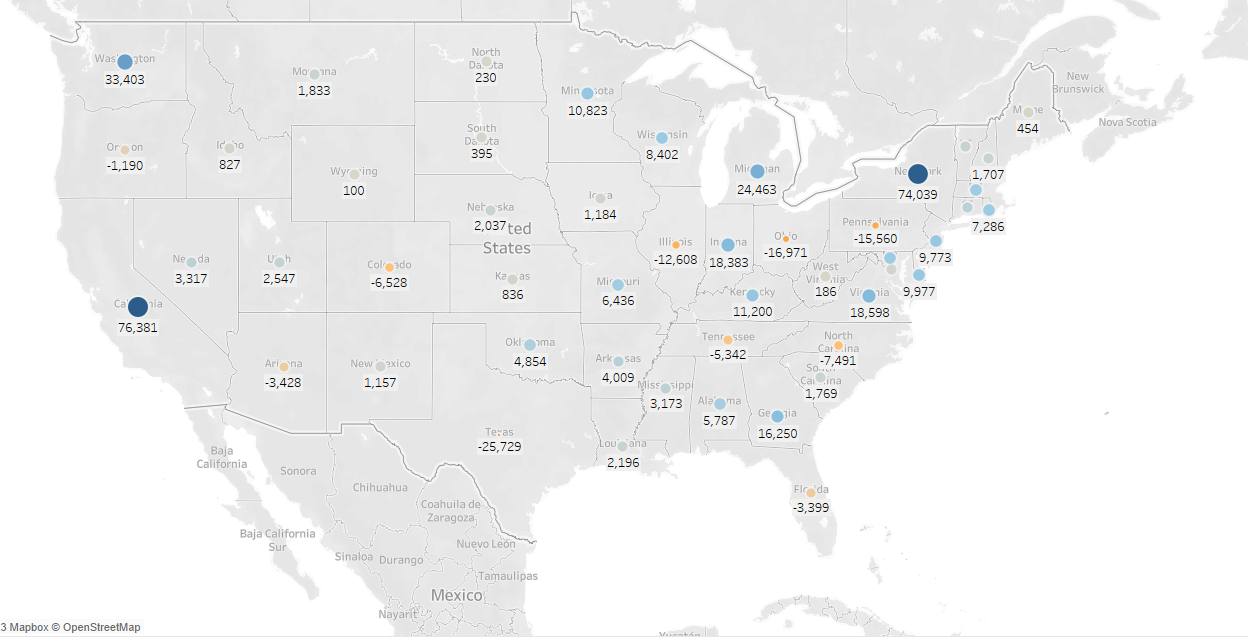 Washington
33,403
Montana
1,833
North
Dakota
230
Minnesota
10,823
Wisconsin
8,402
Michigan
24,463
New York
74,039
Maine
454
New
Brunswick
Nova Scotia
1,707
7,286
Oregon
-1,190
Idaho
827
Wyoming
100
South
Dakota
395
Nebraska
2,037
Iowa
1,184
United
States
Illinois
-12,608
Indiana
18,383
Ohio
-16,971
Pennsylvania
-15,560
9,773
9,977
Nevada
3,317
Utah
2,547
Colorado
-6,528
Kansas
836
Missouri
6,436
Kentucky
11,200
West
Virginia
186
Virginia
18,598
California
76,381
Arizona
-3,428
New Mexico
1,157
Oklahoma
4,854
Arkansas
4,009
Tennessee
-5,342
North
Carolina
-7,491
South
Carolina
1,769
Mississippi
3,173
Alabama
5,787
Georgia
16,250
Texas
-25,729
Louisiana
2,196
Florida
-3,399
Baja
California
Sonora
Chihuahua
Coahuila de
Zaragoza
Baja California
Sur
Sinaloa
Durango
Nuevo León
Tamaulipas
Mexico
Nayarit
Yucatán
3 Mapbox © OpenStreetMap